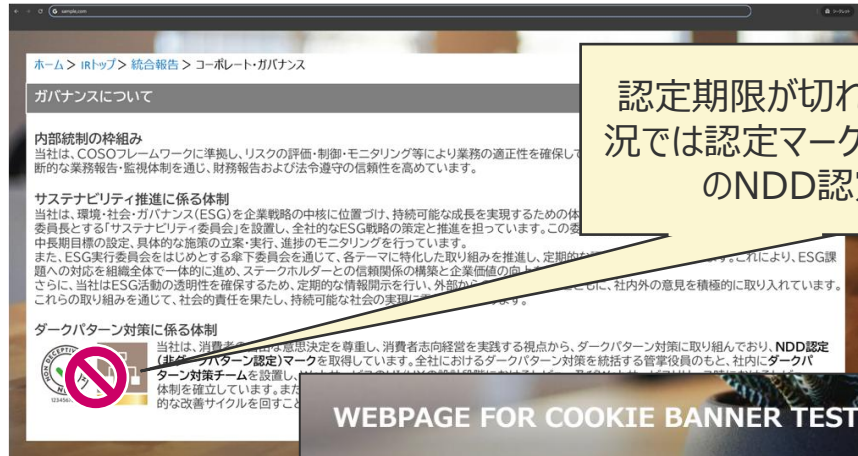 sample.com
ホーム > IRトップ > 統合報告 > コーポレート・ガバナンス
ガバナンスについて
認定期限が切れ
況では認定マーク
のNDD認定
内部統制の枠組み
当社は、COSOフレームワークに準拠し、リスクの評価・制御・モニタリング等により業務の適正性を確保して
断的な業務報告・監視体制を通じ、財務報告および法令遵守の信頼性を高めています。
サステナビリティ推進に係る体制
当社は、環境・社会・ガバナンス(ESG)を企業戦略の中核に位置づけ、持続可能な成長を実現するための体
委員長とする「サステナビリティ委員会」を設置し、全社的なESG戦略の策定と推進を担っています。この委
中長期目標の設定、具体的な施策の立案・実行、進捗のモニタリングを行っています。
また、ESG実行委員会をはじめとする傘下委員会を通じて、各テーマに特化した取り組みを推進し、定期的な す。これにより、ESG課
題への対応を組織全体で一体的に進め、ステークホルダーとの信頼関係の構築と企業価値の向上
さらに、当社はESG活動の透明性を確保するため、定期的な情報開示を行い、外部から ともに、社内外の意見を積極的に取り入れています。
これらの取り組みを通じて、社会的責任を果たし、持続可能な社会の実現に す。
ダークパターン対策に係る体制
当社は、消費者の な意思決定を尊重し、消費者志向経営を実践する視点から、ダークパターン対策に取り組んでおり、NDD認定
(非ダークパターン認定)マークを取得しています。全社におけるダークパターン対策を統括する管掌役員のもと、社内にダークパ
ターン対策チームを設置し、
体制を確立しています。また
的な改善サイクルを回すこと
WEBPAGE FOR COOKIE BANNER TEST